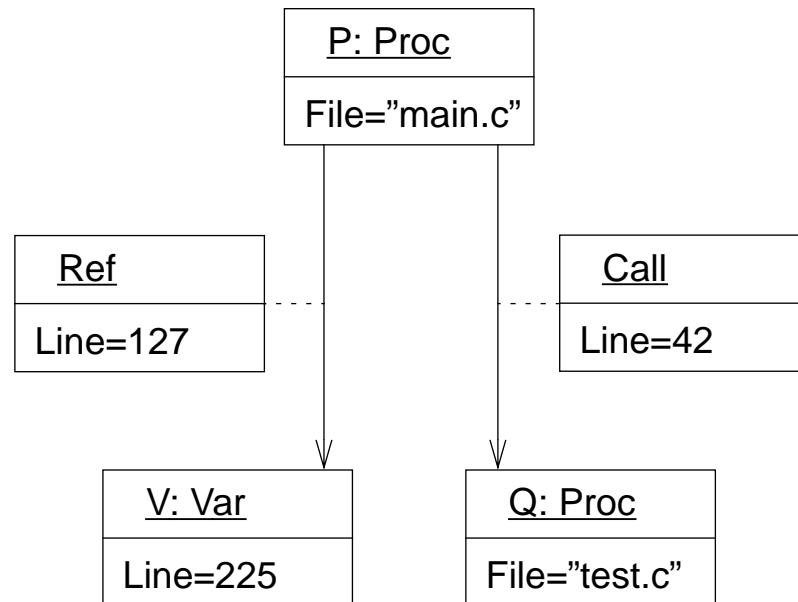 P: Proc
File=”main.c”
Ref
Line=127
Call
Line=42
V: Var
Line=225
Q: Proc
File=”test.c”